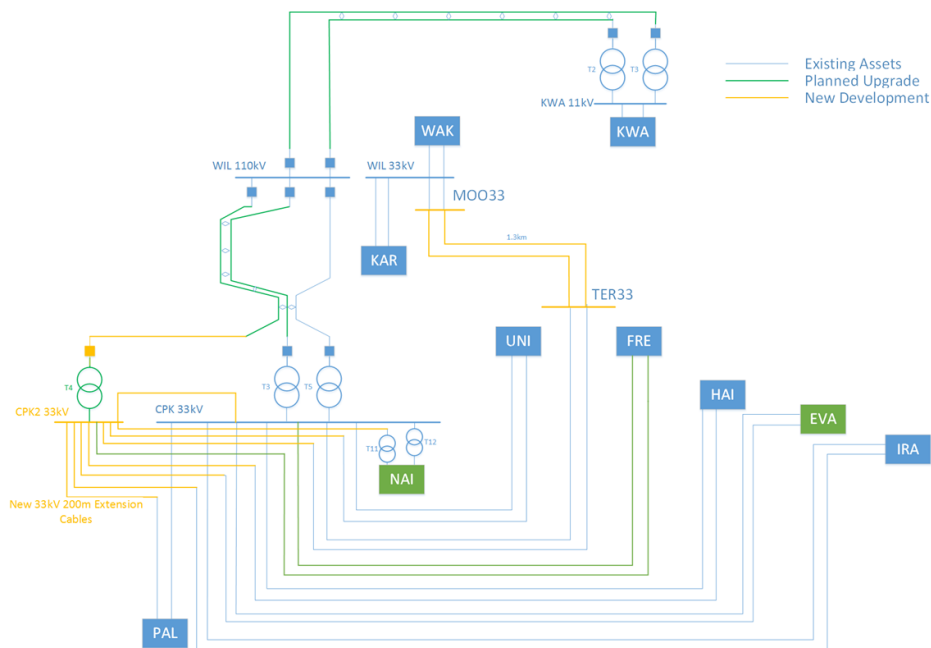 T2
T3
Existing Assets
Planned Upgrade
New Development
KWA 11kV
KWA
WAK
WIL 110kV
WIL 33kV
MOO33
KAR
1.3km
TER33
UNI
FRE
T4
T3
T5
HAI
CPK2 33kV
CPK 33kV
EVA
T11
T12
IRA
NAI
New 33kV 200m Extension
Cables
PAL